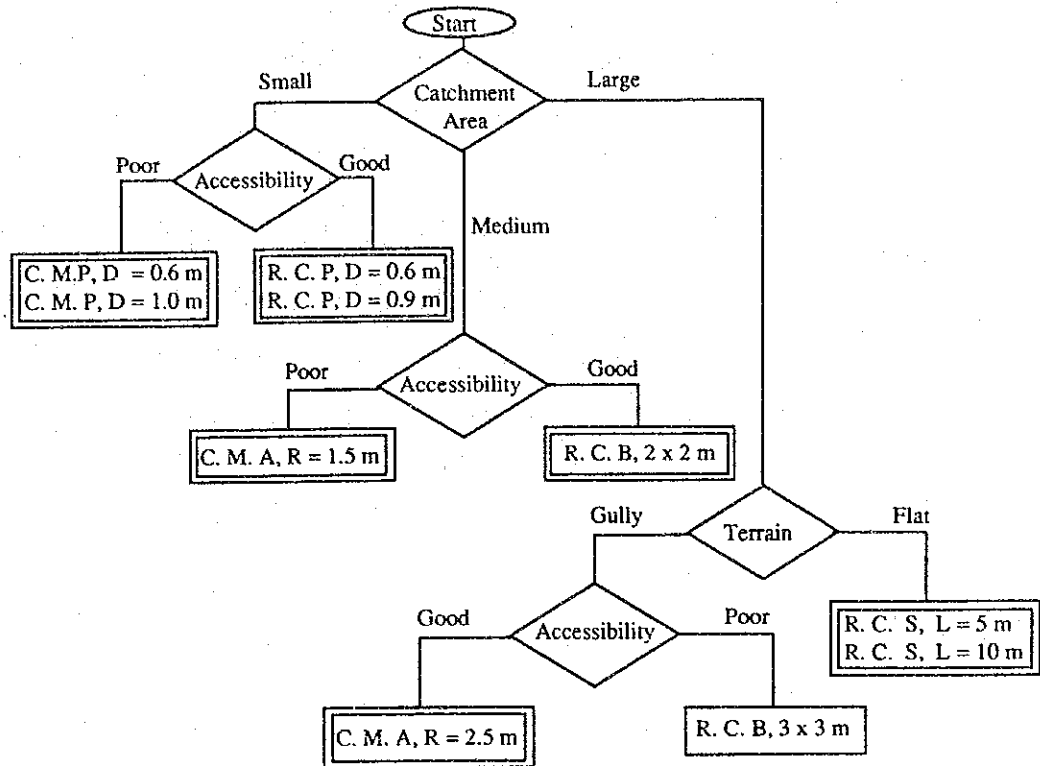 Start
Small
Large
Catchment
Area
Poor
Accessibility
Good
Medium
C. M.P, D = 0.6 m
C. M. P, D = 1.0 m
R. C. P, D = 0.6 m
R. C. P, D = 0.9 m
Poor
Accessibility
Good
C. M. A, R = 1.5 m
R. C. B, 2 x 2 m
Gully
Terrain
Flat
Good
Accessibility
Poor
R. C. S, L = 5 m
R. C. S, L = 10 m
C. M. A, R = 2.5 m
R. C. B, 3 x 3 m